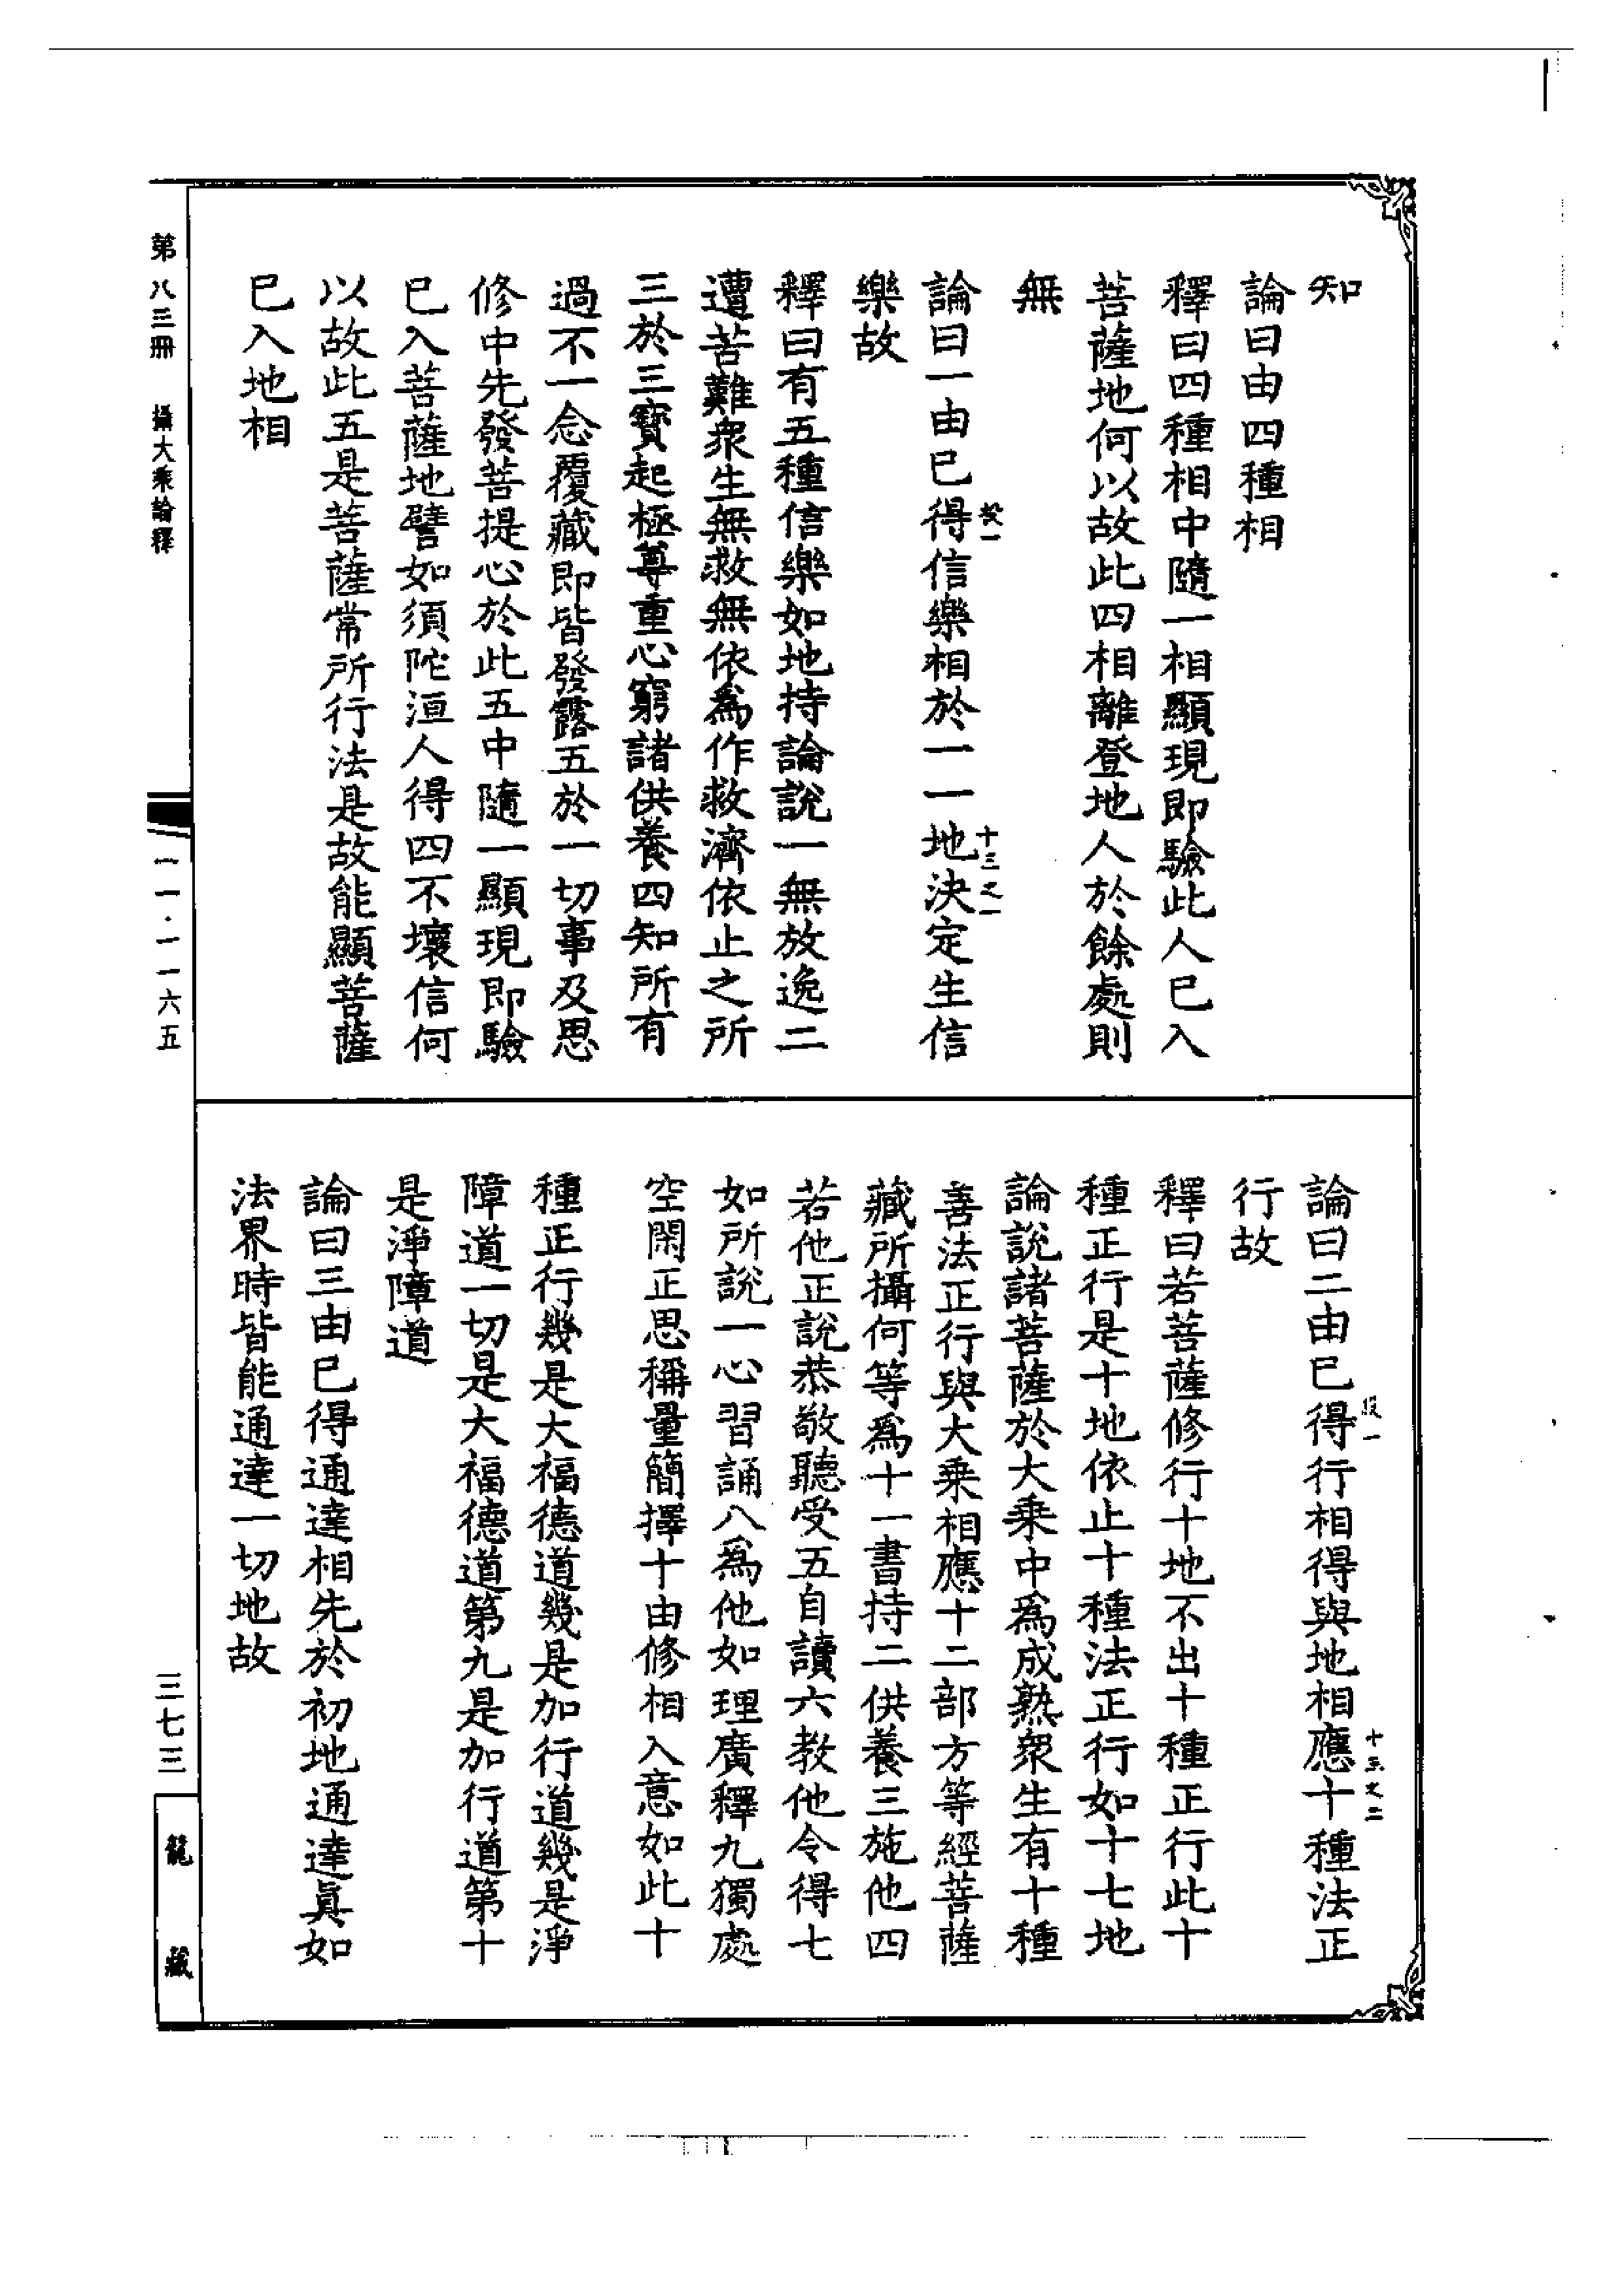 知
論曰由四種相
釋曰四種相中隨一相顯現即驗此人已入
菩薩地何以故此四相離登地人於餘處則
無
論曰一由已得信樂相於一一地決定生信
樂故
釋曰有五種信樂如地持論說一無放逸二
遭苦難衆生無救無依為作救濟依止之所
三於三寶起極尊重心窮諸供養四知所有
過不一念覆藏即皆發露五於一切事及思
修中先發菩提心於此五中隨一顯現即驗
已入菩薩地譬如須陀洹人得四不壞信何
以故此五是菩薩常所行法是故能顯菩薩
已入地相
十三之一
論曰二由已得行相得與地相應十種法正
行故
釋曰若菩薩修行十地不出十種正行此十
種正行是十地依止十種法正行如十七地
論說諸菩薩於大乗中為成熟衆生有十種
善法正行與大乗相應十二部方等經菩薩
藏所攝何等為十一書持二供養三施他四
若他正說恭敬聽受五自讀六教他令得七
如所說一心習誦八為他如理廣釋九獨處
空閑正思稱量簡擇十由修相入意如此十
種正行幾是大福德道幾是加行道幾是淨
障道一切是大福德道第九是加行道第十
是淨障道
論曰三由已得通達相先於初地通達眞如
法界時皆能通達一切地故
十三之二
第八三冊 攝大乘論釋
一一·一一六五
三七三
龍藏